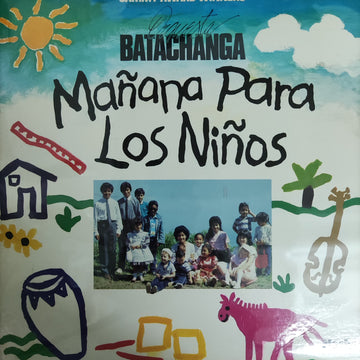 Orquesta
BATACHANGA
Mañana Para
Los Niños